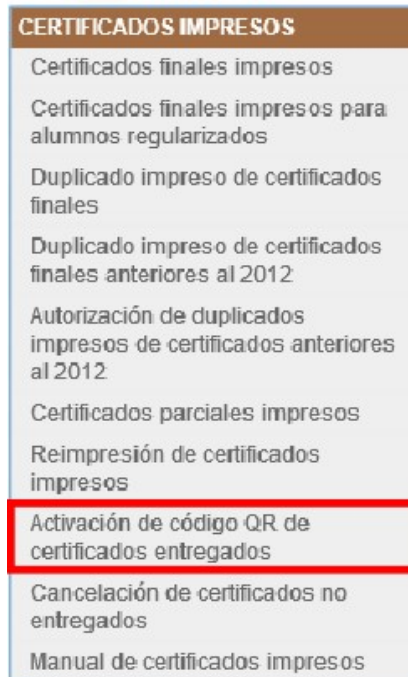 CERTIFICADOS IMPRESOS
Certificados finales impresos
Certificados finales impresos para
alumnos regularizados
Duplicado impreso de certificados
finales
Duplicado impreso de certificados
finales anteriores al 2012
Autorización de duplicados
impresos de certificados anteriores
al 2012
Certificados parciales impresos
Reimpresión de certificados
impresos
Activación de código QR de
certificados entregados
Cancelación de certificados no
entregados
Manual de certificados impresos